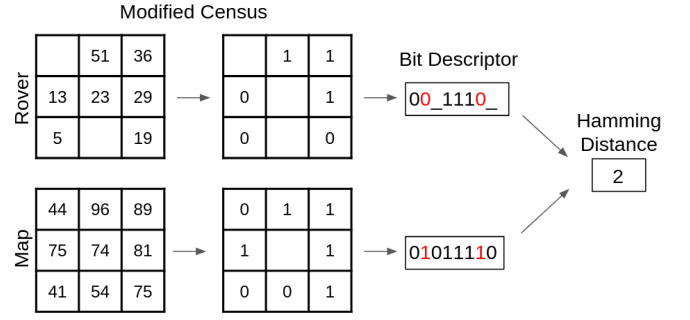 Modified Census
Rover
51 36
13 23 29
5 19
1 1
0 1
0 0
Bit Descriptor
00_1110_
Hamming
Distance
2
Map
44 96 89
75 74 81
41 54 75
0 1 1
1 1
0 0 1
01011110